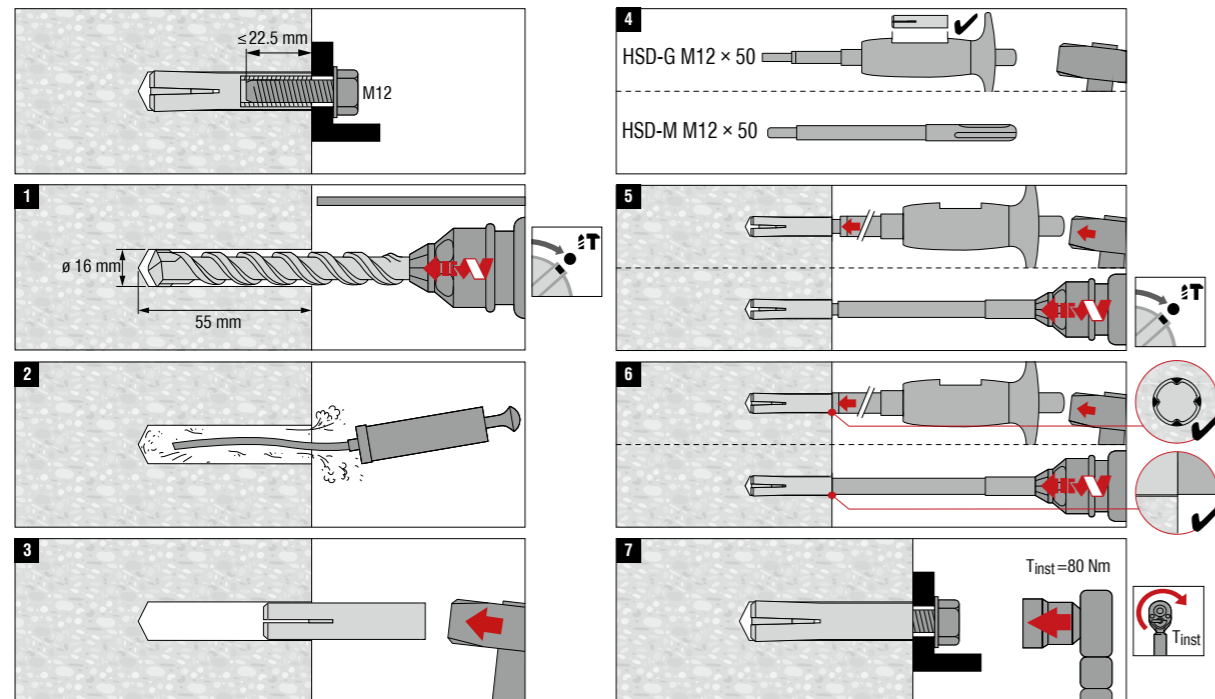 ≤22.5 mm
M12
1
ø 16 mm
55 mm
2
3
4
HSD-G M12 × 50
HSD-M M12 × 50
5
6
7
Tinst=80 Nm
Tinst